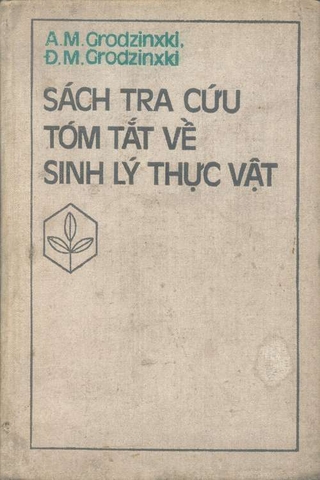 A.M.Grodzinxki,
Đ.M.Grodzinxki
SÁCH TRA CỨU
TÓM TẮT VỀ
SINH LÝ THỰC VẬT